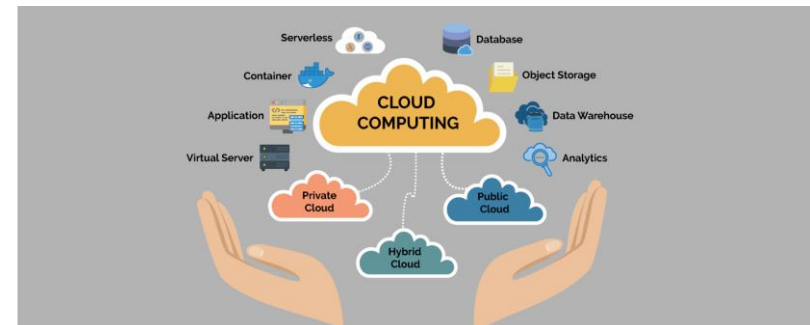 Serverless
Database
Container
Object Storage
CLOUD
COMPUTING
Application
Data Warehouse
Virtual Server
Analytics
Private
Cloud
Public
Cloud
Hybrid
Cloud